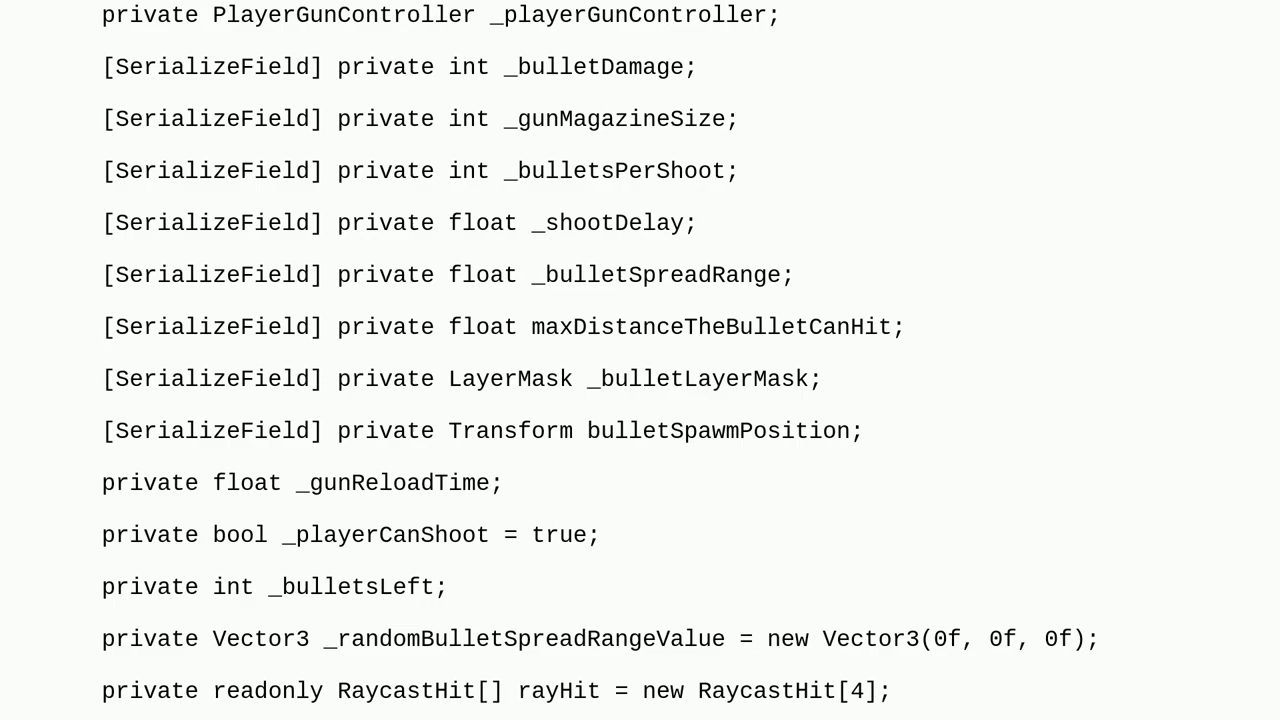 private PlayerGunController _playerGunController;
[SerializeField] private int _bulletDamage;
[SerializeField] private int _gunMagazineSize;
[SerializeField] private int _bulletsPerShoot;
[SerializeField] private float _shootDelay;
[SerializeField] private float _bulletSpreadRange;
[SerializeField] private float maxDistanceTheBulletCanHit;
[SerializeField] private LayerMask _bulletLayerMask;
[SerializeField] private Transform bulletSpawmPosition;
private float _gunReloadTime;
private bool _playerCanShoot = true;
private int _bulletsLeft;
private Vector3 _randomBulletSpreadRangeValue = new Vector3(0f, 0f, 0f);
private readonly RaycastHit[] rayHit = new RaycastHit[4];